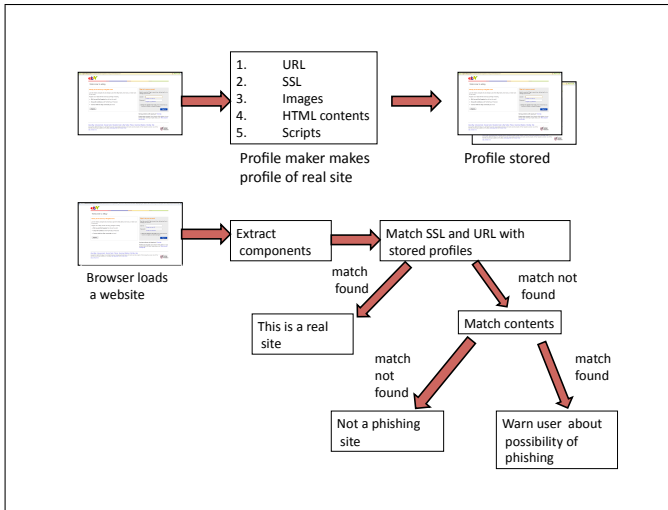 1. URL
2. SSL
3. Images
4. HTML contents
5. Scripts
Profile maker makes
profile of real site
Profile stored
Browser loads
a website
Extract
components
Match SSL and URL with
stored profiles
match
found
match not
found
This is a real
site
Match contents
match
not
found
match
found
Not a phishing
site
Warn user about
possibility of
phishing